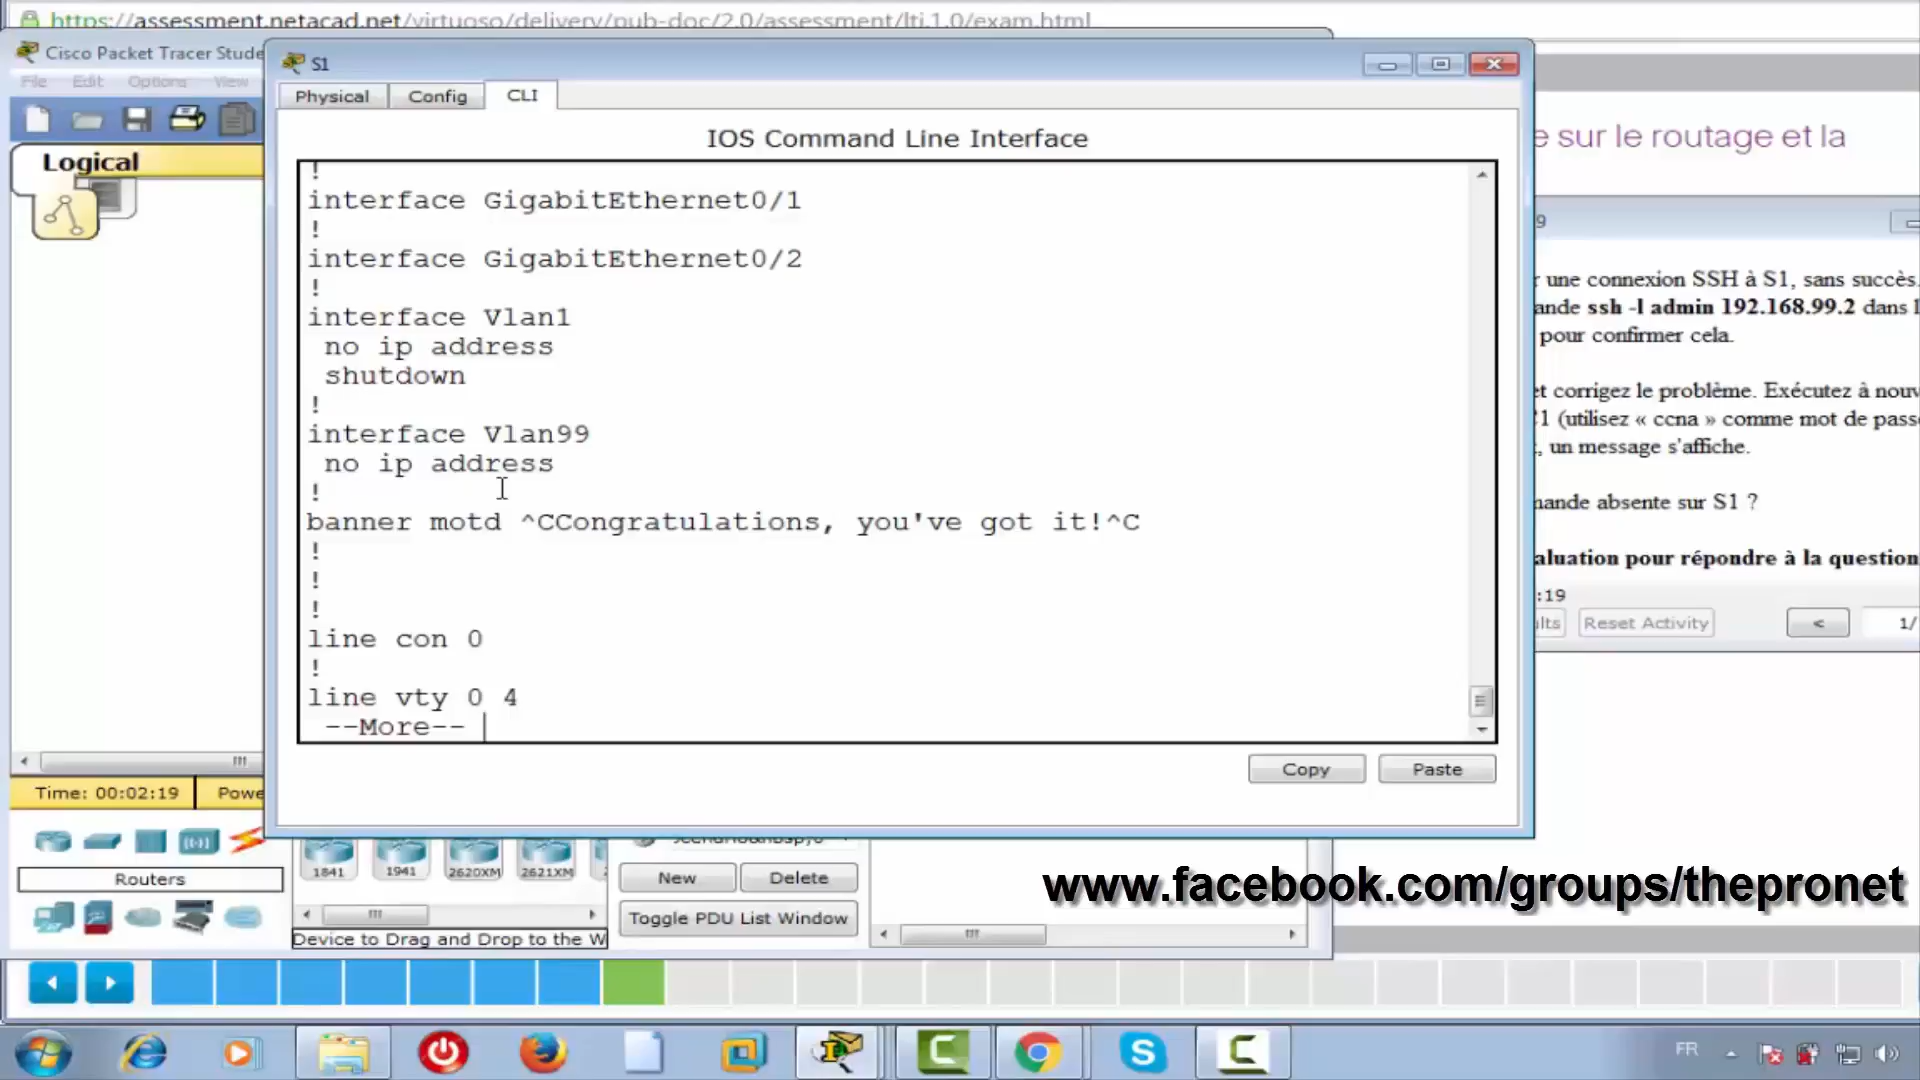 https://assessment.netacad.net/virtuoso/delivery/pub-doc/2.0/assessment/lti.1.0/exam.html
Cisco Packet Tracer Stude
File Edit Options View
S1
Physical Config CLI
IOS Command Line Interface
Logical
!
interface GigabitEthernet0/1
!
interface GigabitEthernet0/2
!
interface Vlan1
no ip address
shutdown
!
interface Vlan99
no ip address
!
banner motd ^CCongratulations, you've got it!^C
!
!
!
line con 0
!
line vty 0 4
--More--
Copy Paste
e sur le routage et la
9
r une connexion SSH à S1, sans succès.
ande ssh -l admin 192.168.99.2 dans l
pour confirmer cela.
et corrigez le problème. Exécutez à nouv
C1 (utilisez « ccna » comme mot de pass
, un message s'affiche.
mande absente sur S1 ?
aluation pour répondre à la question
:19
ults Reset Activity < 1/
Time: 00:02:19 Powe
Routers
1841 1941 2620XM 2621XM
New Delete
Toggle PDU List Window
Device to Drag and Drop to the W
www.facebook.com/groups/thepronet
FR